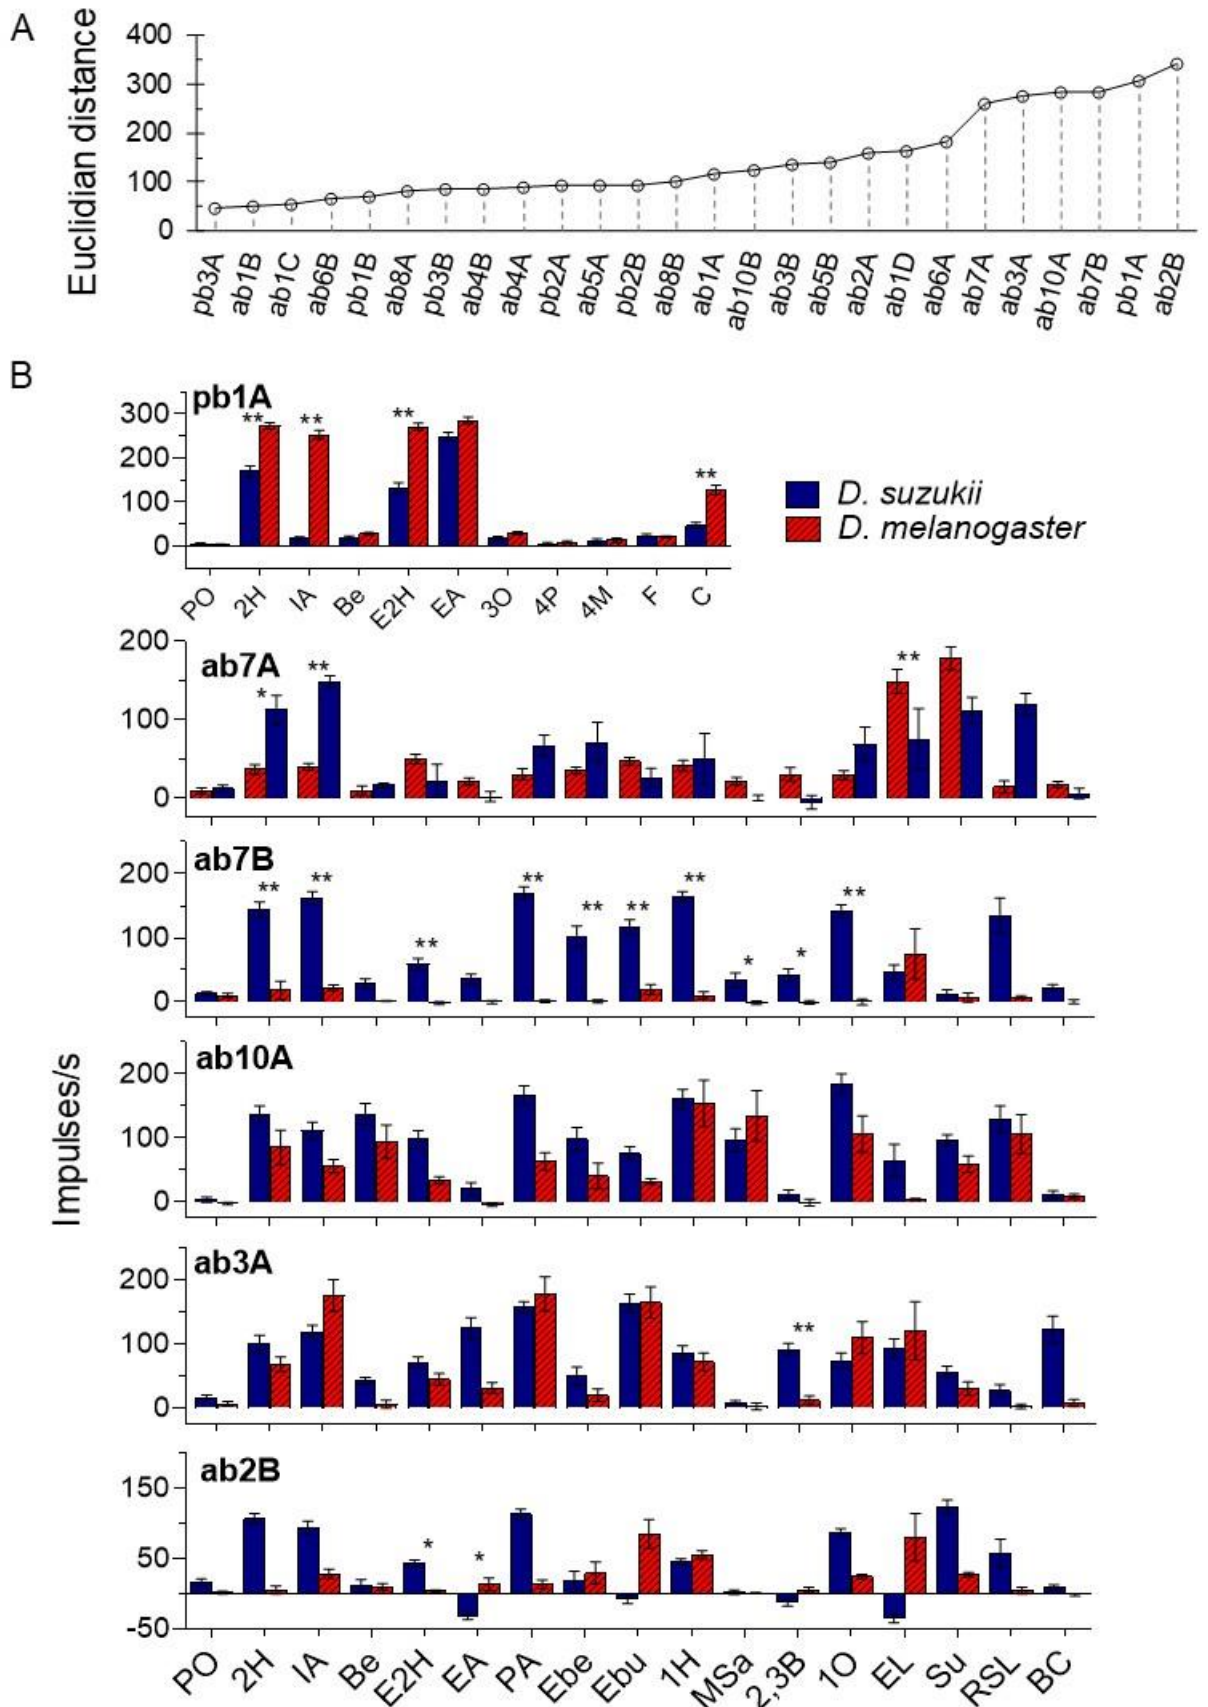 A
Euclidian distance
400
300
200
100
0
pb3A ab1B ab1C ab6B pb1B ab8A pb3B ab4B ab4A pb2A ab5A pb2B ab8B ab1A ab10B ab3B ab5B ab2A ab1D ab6A ab7A ab3A ab10A ab7B pb1A ab2B
B
pb1A
300
200
100
0
** ** ** **
PO 2H IA Be E2H EA 3O 4P 4M F C
D. suzukii
D. melanogaster
ab7A
200
100
0
* ** **
ab7B
200
100
0
** ** ** ** ** ** ** * * **
Impulses/s
ab10A
200
100
0
ab3A
200
100
0
**
ab2B
150
50
-50
* *
PO 2H IA Be E2H EA PA Ebe Ebu 1H MSa 2,3B 1O EL Su RSL BC